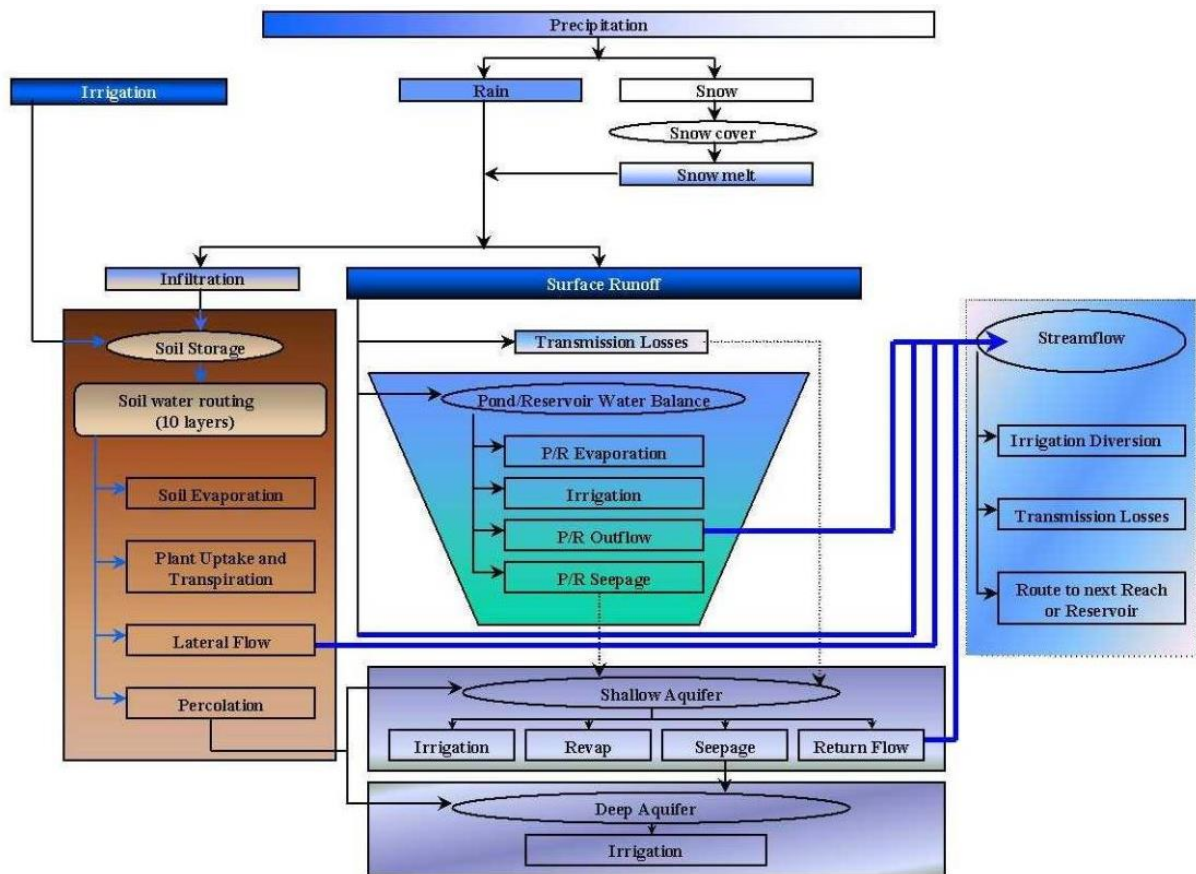 Precipitation
Irrigation
Rain
Snow
Snow cover
Snow melt
Infiltration
Surface Runoff
Soil Storage
Soil water routing
(10 layers)
Soil Evaporation
Plant Uptake and
Transpiration
Lateral Flow
Percolation
Transmission Losses
Pond/Reservoir Water Balance
P/R Evaporation
Irrigation
P/R Outflow
P/R Seepage
Streamflow
Irrigation Diversion
Transmission Losses
Route to next Reach
or Reservoir
Shallow Aquifer
Irrigation
Revap
Seepage
Return Flow
Deep Aquifer
Irrigation